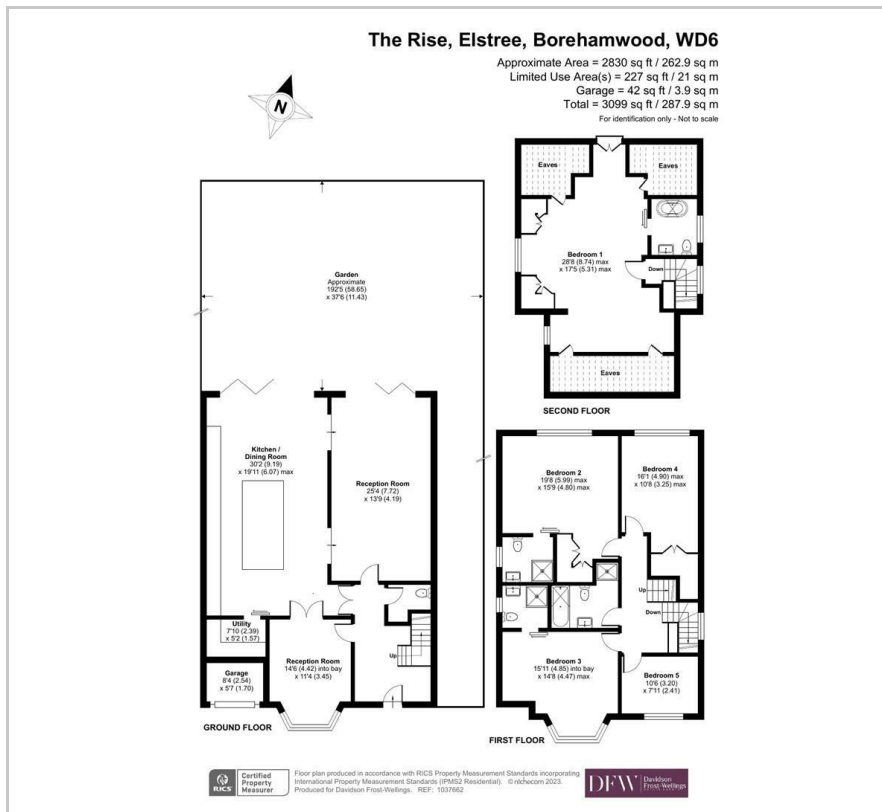 The Rise, Elstree, Borehamwood, WD6
Approximate Area = 2830 sq ft / 262.9 sq m
Limited Use Area(s) = 227 sq ft / 21 sq m
Garage = 42 sq ft / 3.9 sq m
Total = 3099 sq ft / 287.9 sq m
For identification only - Not to scale
N
Eaves
Eaves
Bedroom 1
28'8 (8.74) max
x 17'5 (5.31) max
Down
Eaves
SECOND FLOOR
Garden
Approximate
192'5 (58.65)
x 37'6 (11.43)
Kitchen /
Dining Room
30'2 (9.19)
x 19'11 (6.07) max
Reception Room
25'4 (7.72)
x 13'9 (4.19)
Utility
7'10 (2.39)
x 5'2 (1.57)
Garage
8'4 (2.54)
x 5'7 (1.70)
Reception Room
14'6 (4.42) into bay
x 11'4 (3.45)
Up
GROUND FLOOR
Bedroom 2
19'8 (5.99) max
x 15'9 (4.80) max
Bedroom 4
16'1 (4.90) max
x 10'8 (3.25) max
Up
Down
Bedroom 3
15'11 (4.85) into bay
x 14'8 (4.47) max
Bedroom 5
10'6 (3.20)
x 7'11 (2.41)
FIRST FLOOR
RICS
Certified
Property
Measurer
Floor plan produced in accordance with RICS Property Measurement Standards incorporating
International Property Measurement Standards (IPMS2 Residential). © nichecom 2023.
Produced for Davidson Frost-Wellings. REF: 1037662
DFW
Davidson
Frost-Wellings